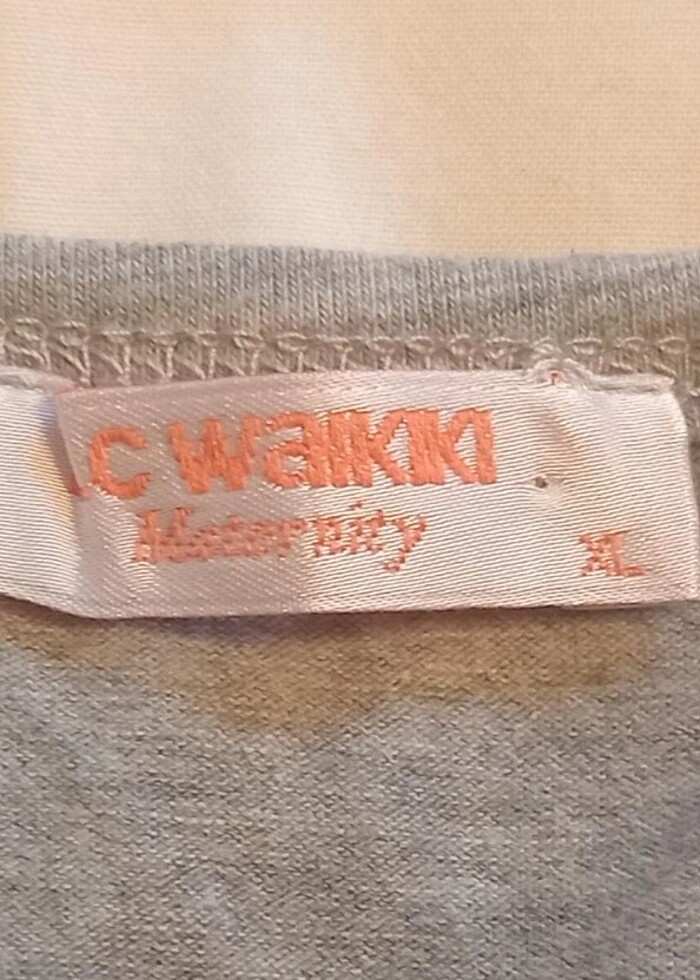 .c waikiki
Maternity
XL